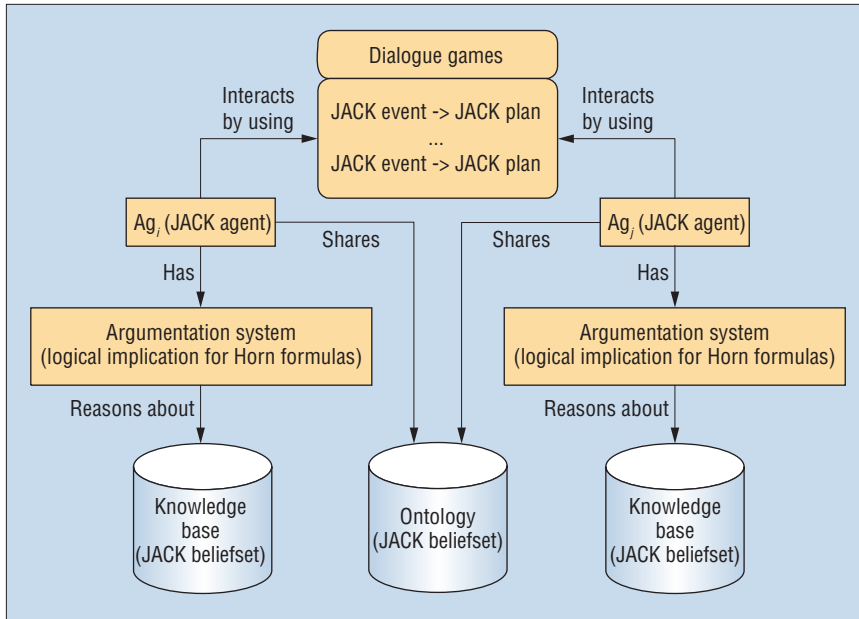 Dialogue games
Interacts
by using
JACK event -> JACK plan
...
JACK event -> JACK plan
Interacts
by using
Agi (JACK agent)
Shares
Shares
Agj (JACK agent)
Has
Has
Argumentation system
(logical implication for Horn formulas)
Argumentation system
(logical implication for Horn formulas)
Reasons about
Reasons about
Knowledge
base
(JACK beliefset)
Ontology
(JACK beliefset)
Knowledge
base
(JACK beliefset)